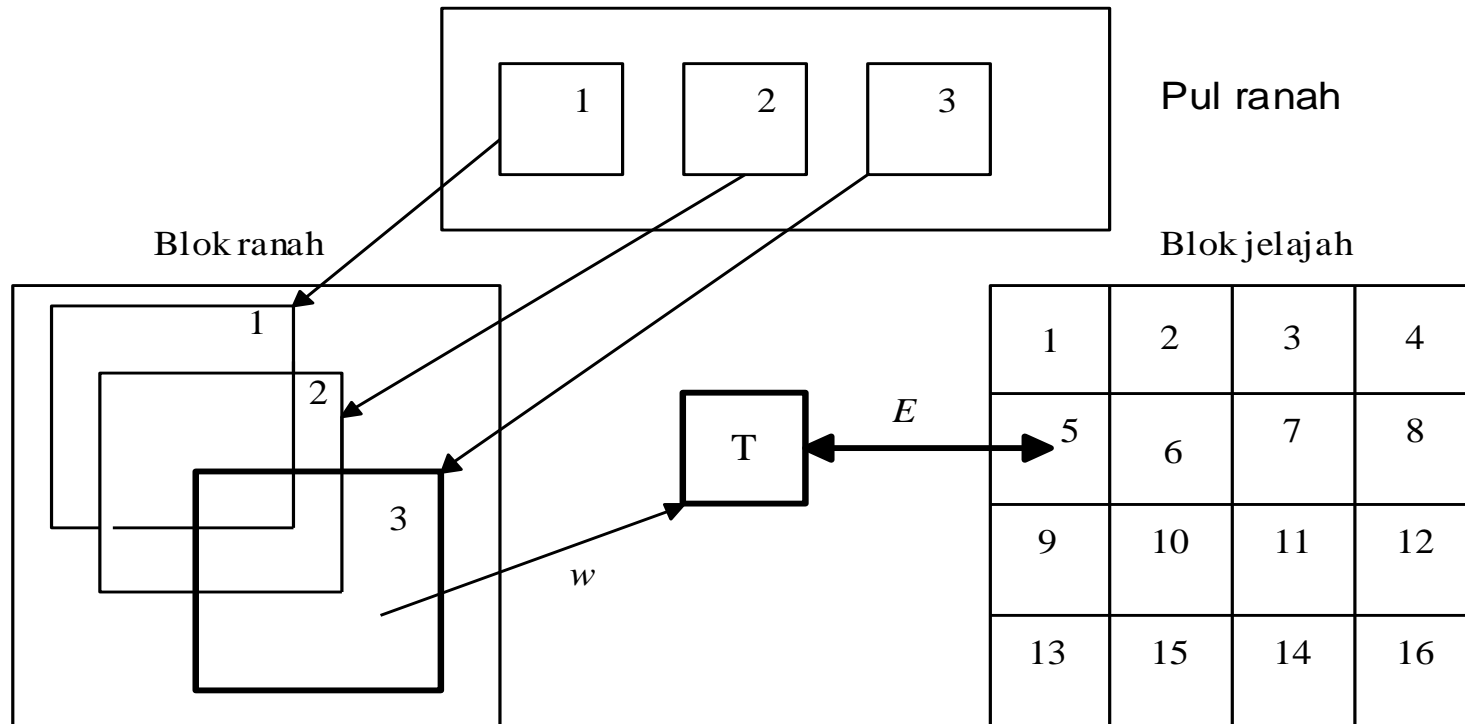 1 2 3
Pul ranah
Blok ranah
1
2
3
w
T
E
Blok jelajah
1 2 3 4
5 6 7 8
9 10 11 12
13 15 14 16